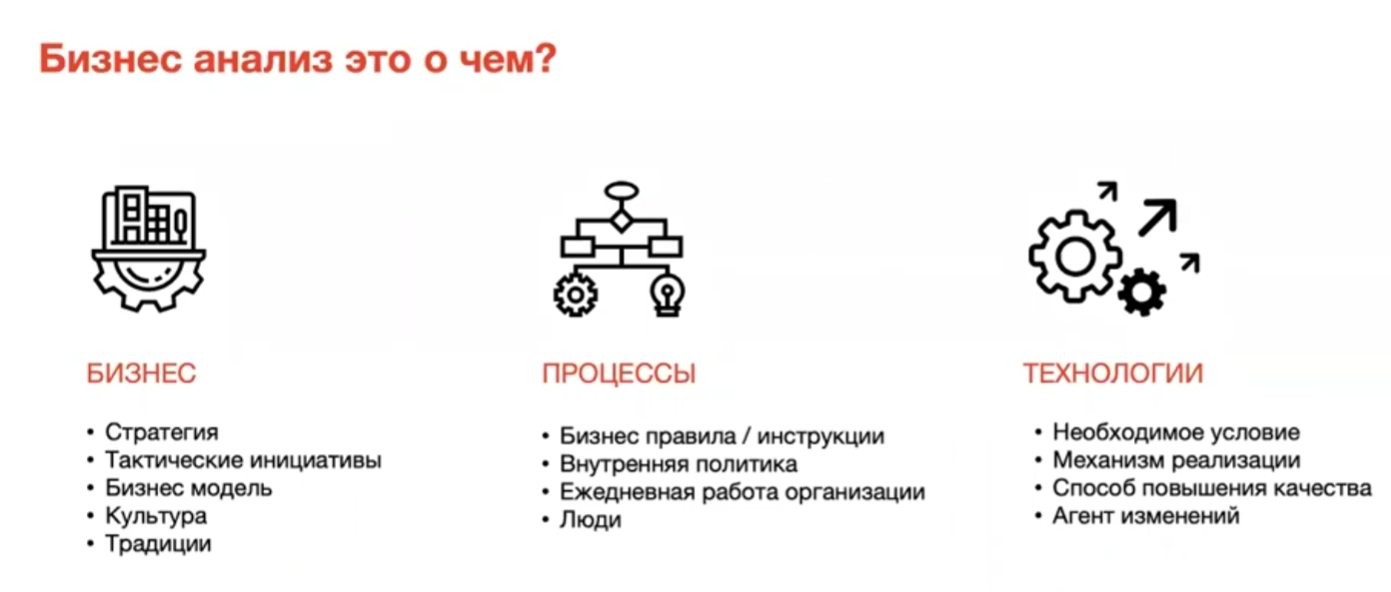 Бизнес анализ это о чем?
БИЗНЕС
• Стратегия
• Тактические инициативы
• Бизнес модель
• Культура
• Традиции
ПРОЦЕССЫ
• Бизнес правила / инструкции
• Внутренняя политика
• Ежедневная работа организации
• Люди
ТЕХНОЛОГИИ
• Необходимое условие
• Механизм реализации
• Способ повышения качества
• Агент изменений